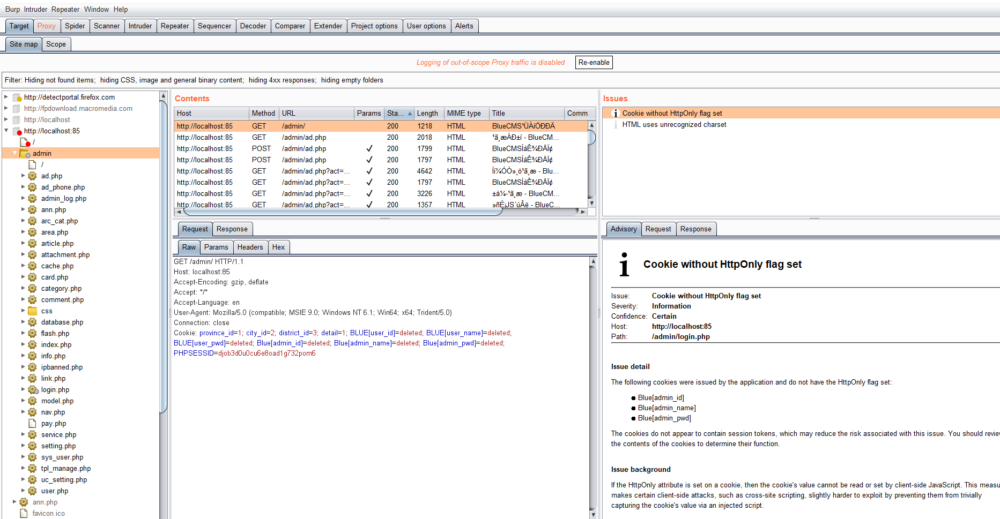 Burp Intruder Repeater Window Help
Target Proxy Spider Scanner Intruder Repeater Sequencer Decoder Comparer Extender Project options User options Alerts
Site map Scope
Logging of out-of-scope Proxy traffic is disabled Re-enable
Filter: Hiding not found items; hiding CSS, image and general binary content; hiding 4xx responses; hiding empty folders
http://detectportal.firefox.com
http://fpdownload.macromedia.com
http://localhost
http://localhost:85
/
admin
/
ad.php
ad_phone.php
admin_log.php
ann.php
arc_cat.php
area.php
article.php
attachment.php
cache.php
card.php
category.php
comment.php
css
database.php
flash.php
index.php
info.php
ipbanned.php
link.php
login.php
model.php
nav.php
pay.php
service.php
setting.php
sys_user.php
tpl_manage.php
uc_setting.php
user.php
ann.php
favicon.ico
Contents
Host Method URL Params Sta... Length MIME type Title Comm
http://localhost:85 GET /admin/ 200 1218 HTML BlueCMS¹ÜÀíÖÐÐÄ
http://localhost:85 GET /admin/ad.php 200 2018 HTML ¹ã¸æÁÐ±í - BlueCM...
http://localhost:85 POST /admin/ad.php ✓ 200 1799 HTML BlueCMSÌáÊ¾ÐÅÏ¢
http://localhost:85 POST /admin/ad.php ✓ 200 1797 HTML BlueCMSÌáÊ¾ÐÅÏ¢
http://localhost:85 GET /admin/ad.php?act=... ✓ 200 4642 HTML Ìí¼ÓÒ»¸ö¹ã¸æ - Blu...
http://localhost:85 GET /admin/ad.php?act=... ✓ 200 1797 HTML BlueCMSÌáÊ¾ÐÅÏ¢
http://localhost:85 GET /admin/ad.php?act=... ✓ 200 3226 HTML ±à¼­¹ã¸æ - BlueCM...
http://localhost:85 GET /admin/ad.php?act=... ✓ 200 1357 HTML »ñÈ¡JS´úÂë - BlueC...
Request Response
Raw Params Headers Hex
GET /admin/ HTTP/1.1
Host: localhost:85
Accept-Encoding: gzip, deflate
Accept: */*
Accept-Language: en
User-Agent: Mozilla/5.0 (compatible; MSIE 9.0; Windows NT 6.1; Win64; x64; Trident/5.0)
Connection: close
Cookie: province_id=1; city_id=2; district_id=3; detail=1; BLUE[user_id]=deleted; BLUE[user_name]=deleted;
BLUE[user_pwd]=deleted; Blue[admin_id]=deleted; Blue[admin_name]=deleted; Blue[admin_pwd]=deleted;
PHPSESSID=djob3d0u0cu6e8oad1g732pom6
Issues
Cookie without HttpOnly flag set
HTML uses unrecognized charset
Advisory Request Response
Cookie without HttpOnly flag set
Issue: Cookie without HttpOnly flag set
Severity: Information
Confidence: Certain
Host: http://localhost:85
Path: /admin/login.php
Issue detail
The following cookies were issued by the application and do not have the HttpOnly flag set:
Blue[admin_id]
Blue[admin_name]
Blue[admin_pwd]
The cookies do not appear to contain session tokens, which may reduce the risk associated with this issue. You should revie
the contents of the cookies to determine their function.
Issue background
If the HttpOnly attribute is set on a cookie, then the cookie's value cannot be read or set by client-side JavaScript. This measu
makes certain client-side attacks, such as cross-site scripting, slightly harder to exploit by preventing them from trivially
capturing the cookie's value via an injected script.